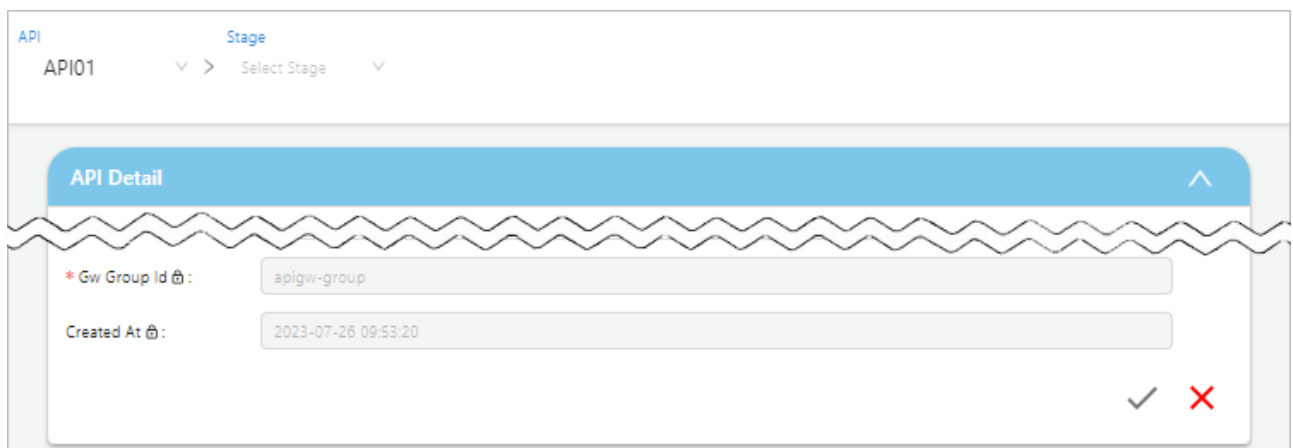 API Stage
API01 > Select Stage
API Detail
* Gw Group Id :
apigw-group
Created At :
2023-07-26 09:53:20